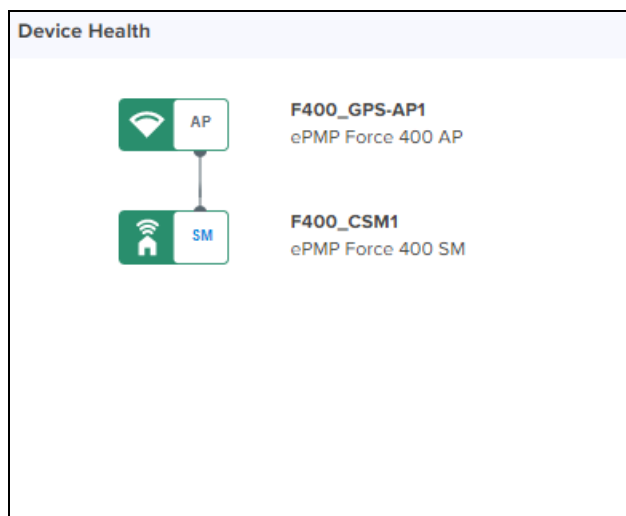 Device Health
AP
F400_GPS-AP1
ePMP Force 400 AP
SM
F400_CSM1
ePMP Force 400 SM